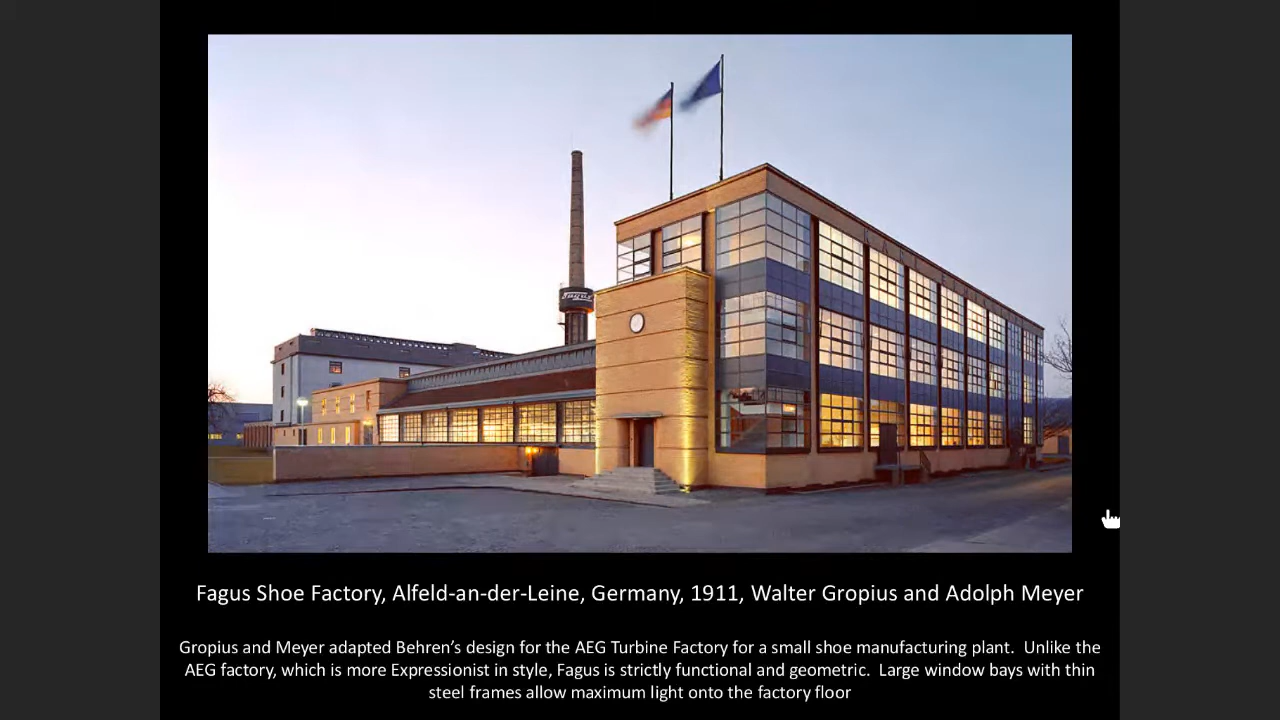 Fagus
Fagus Shoe Factory, Alfeld-an-der-Leine, Germany, 1911, Walter Gropius and Adolph Meyer
Gropius and Meyer adapted Behren’s design for the AEG Turbine Factory for a small shoe manufacturing plant.  Unlike the
AEG factory, which is more Expressionist in style, Fagus is strictly functional and geometric.  Large window bays with thin
steel frames allow maximum light onto the factory floor